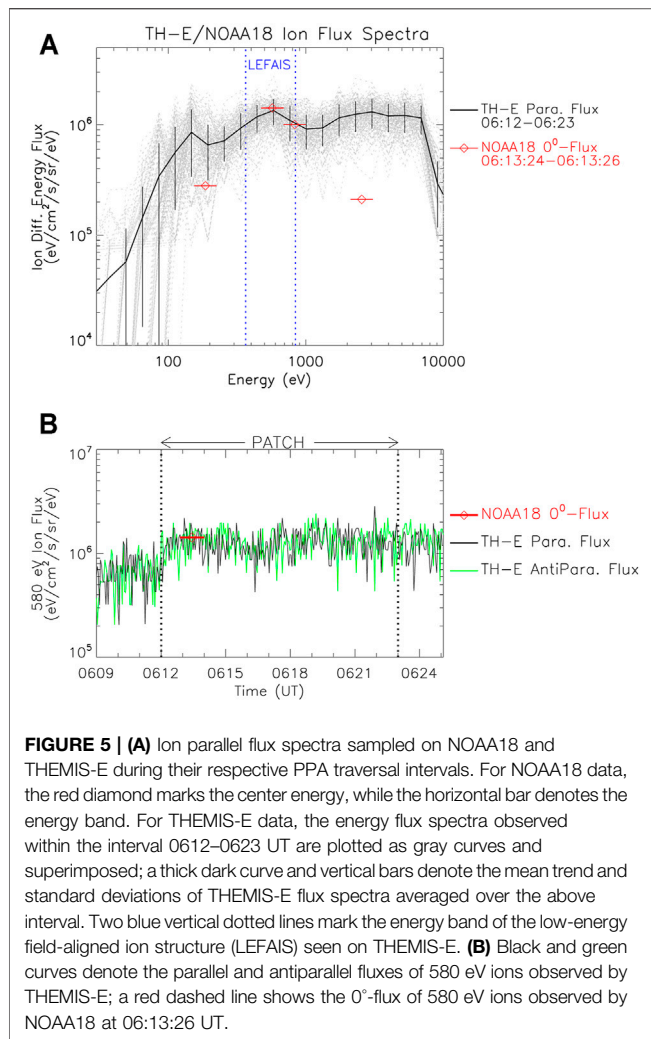 A
TH-E/NOAA18 Ion Flux Spectra
LEFAIS
10⁶
10⁵
10⁴
Ion Diff. Energy Flux
(eV/cm²/s/sr/eV)
100 1000 10000
Energy (eV)
TH-E Para. Flux
06:12-06:23
NOAA18 0⁰-Flux
06:13:24-06:13:26
B
PATCH
10⁷
10⁶
10⁵
580 eV Ion Flux
(eV/cm²/s/sr/eV)
0609 0612 0615 0618 0621 0624
Time (UT)
NOAA18 0⁰-Flux
TH-E Para. Flux
TH-E AntiPara. Flux
FIGURE 5 | (A) Ion parallel flux spectra sampled on NOAA18 and
THEMIS-E during their respective PPA traversal intervals. For NOAA18 data,
the red diamond marks the center energy, while the horizontal bar denotes the
energy band. For THEMIS-E data, the energy flux spectra observed
within the interval 0612–0623 UT are plotted as gray curves and
superimposed; a thick dark curve and vertical bars denote the mean trend and
standard deviations of THEMIS-E flux spectra averaged over the above
interval. Two blue vertical dotted lines mark the energy band of the low-energy
field-aligned ion structure (LEFAIS) seen on THEMIS-E. (B) Black and green
curves denote the parallel and antiparallel fluxes of 580 eV ions observed by
THEMIS-E; a red dashed line shows the 0°-flux of 580 eV ions observed by
NOAA18 at 06:13:26 UT.